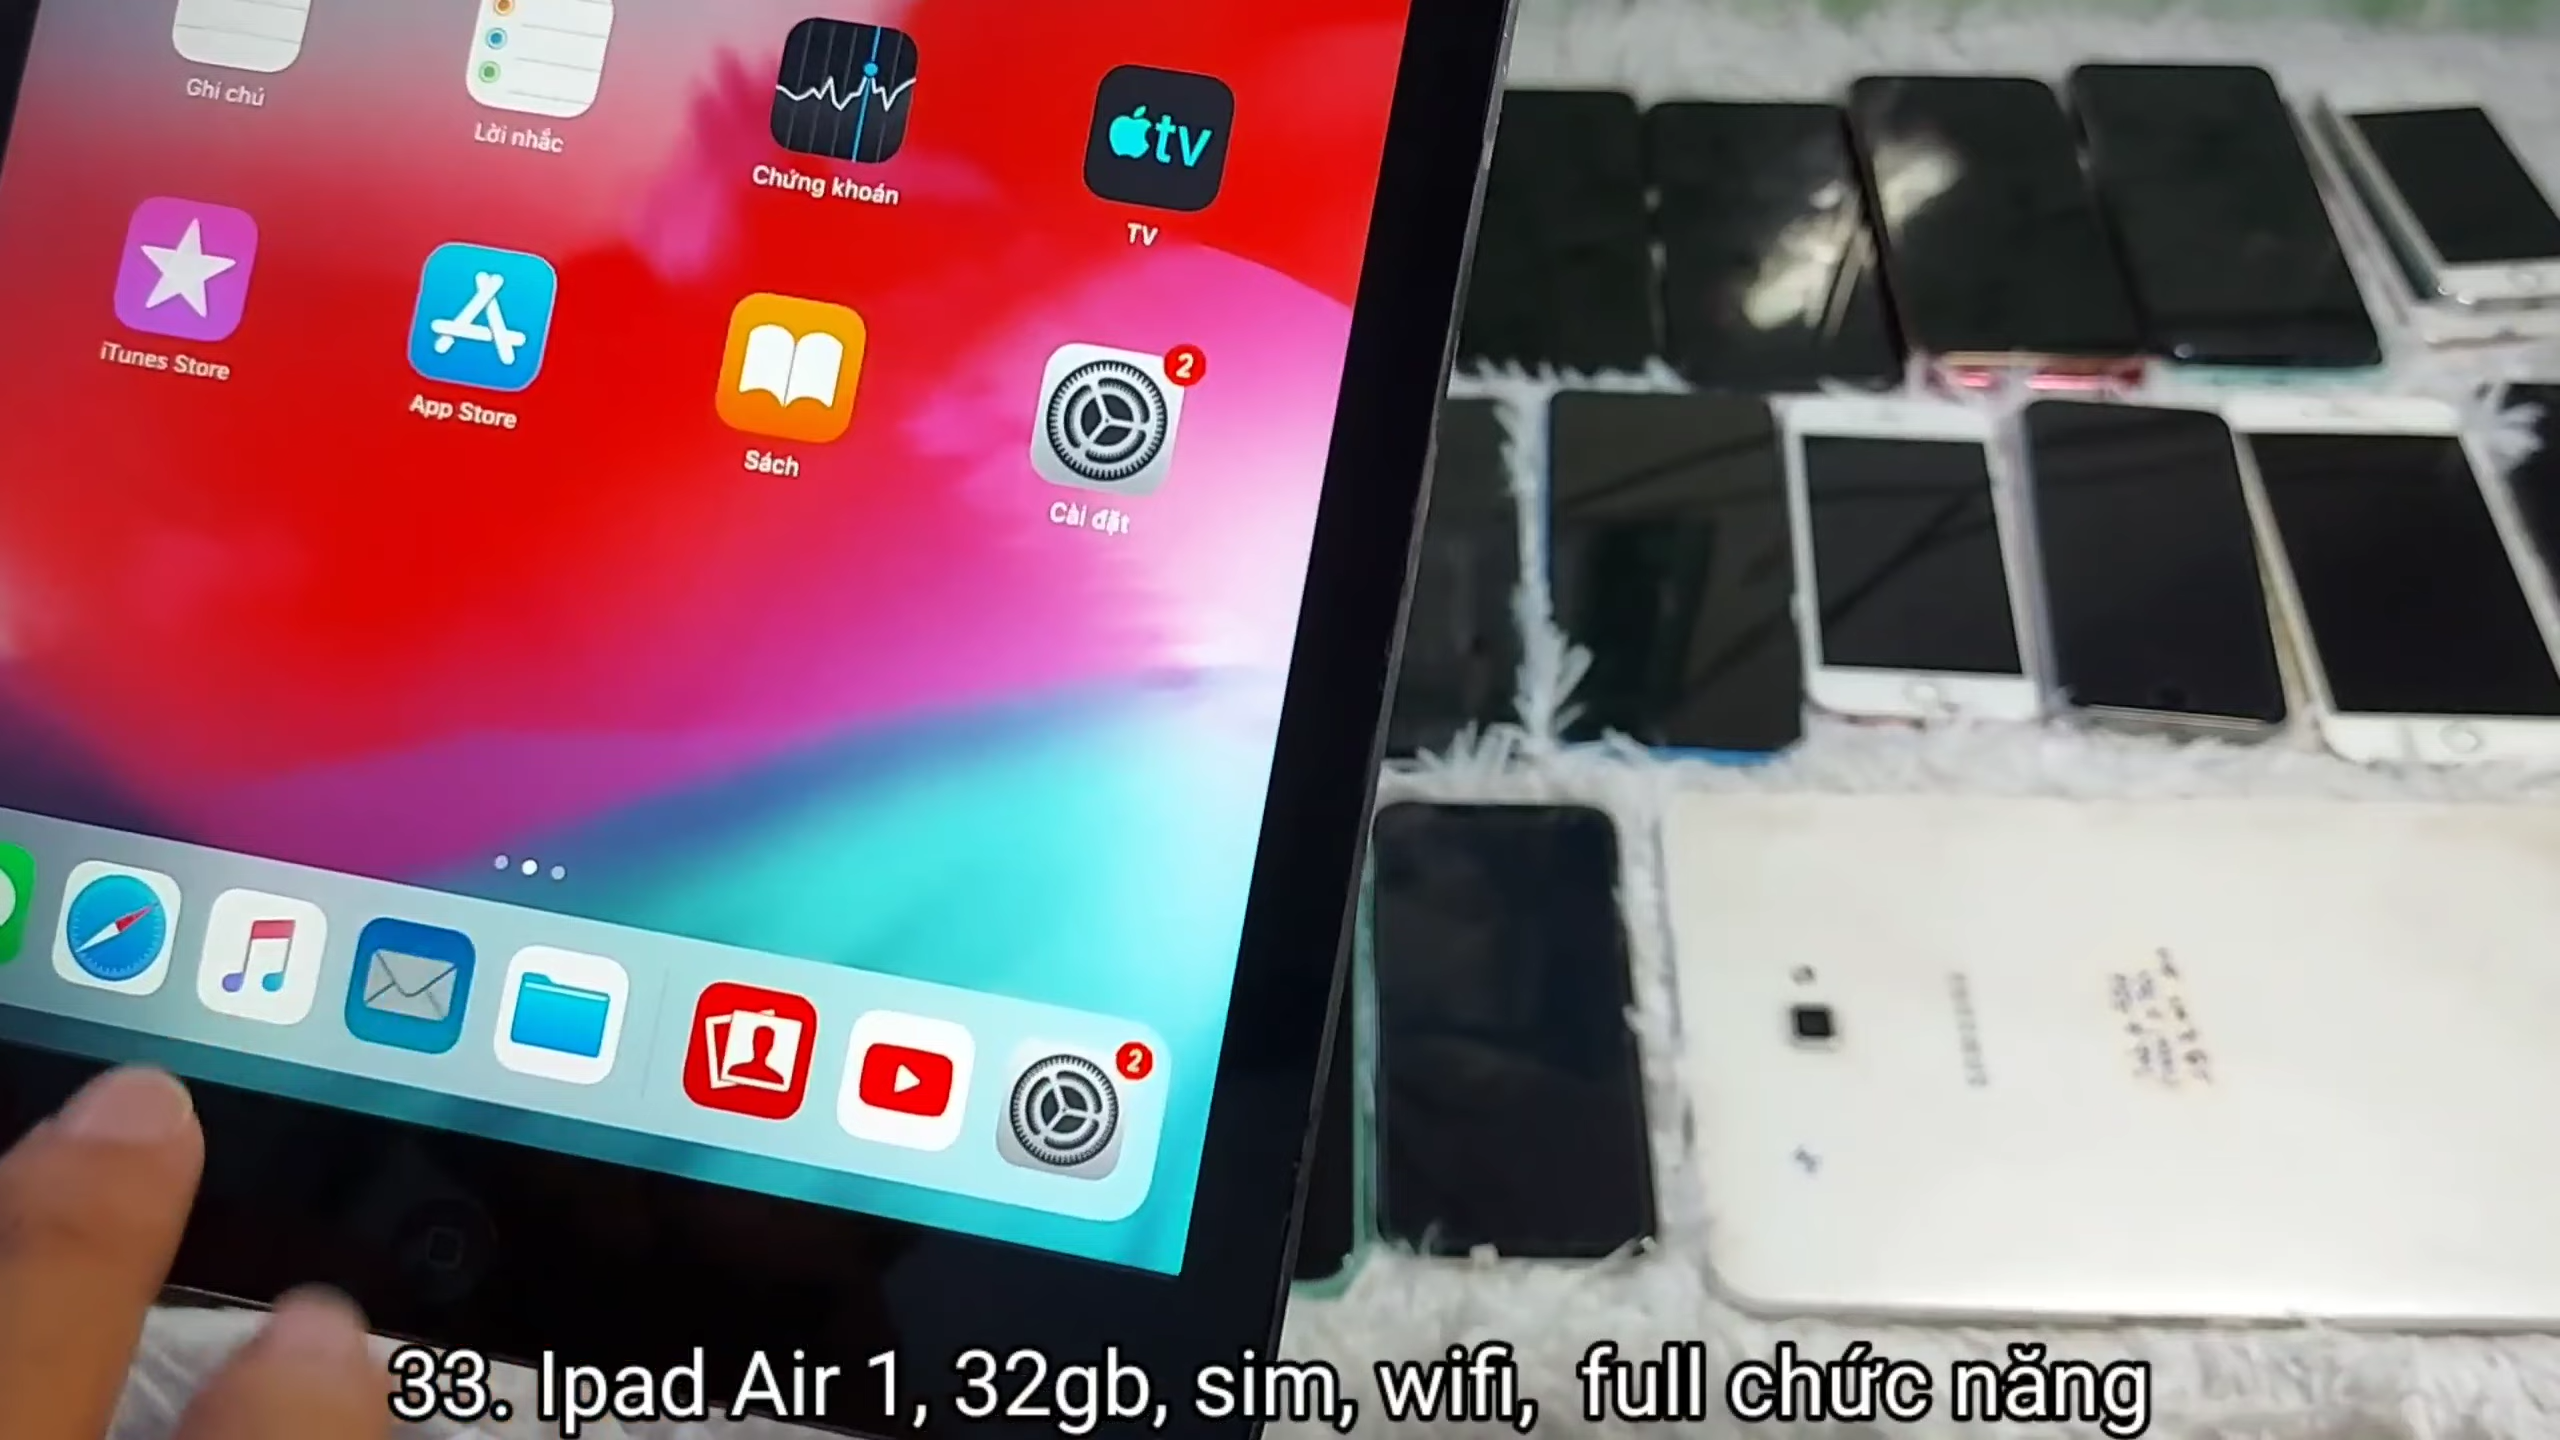 Ghi chú
Lời nhắc
Chứng khoán
tv
TV
iTunes Store
App Store
Sách
2
Cài đặt
2
SAMSUNG
33. Ipad Air 1, 32gb, sim, wifi, full chức năng